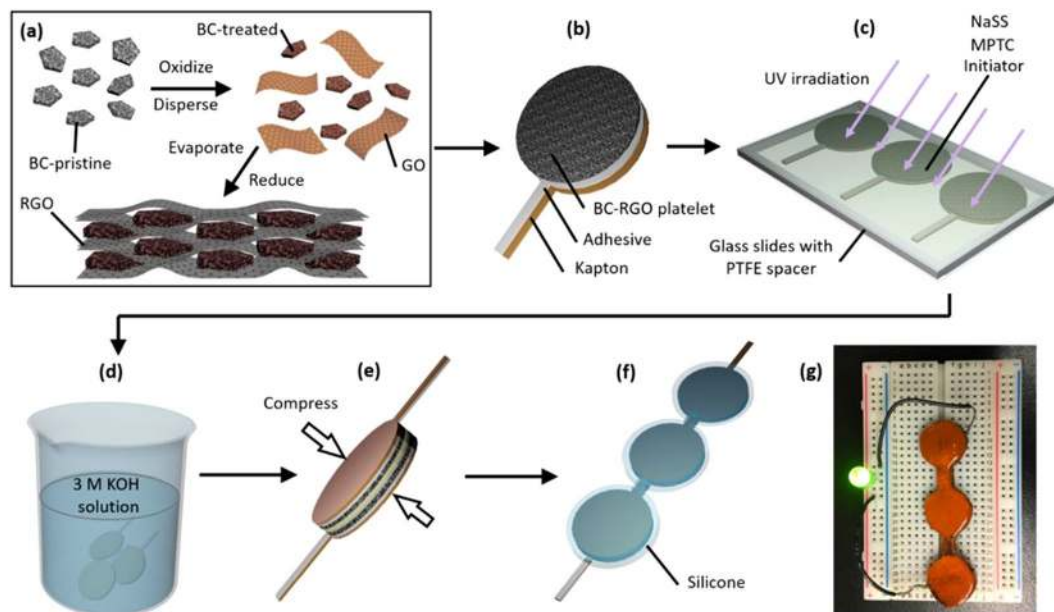 (a)
BC-treated
Oxidize
Disperse
BC-pristine
Evaporate
GO
Reduce
RGO
(b)
BC-RGO platelet
Adhesive
Kapton
(c)
NaSS
MPTC
Initiator
UV irradiation
Glass slides with
PTFE spacer
(d)
3 M KOH
solution
(e)
Compress
(f)
Silicone
(g)